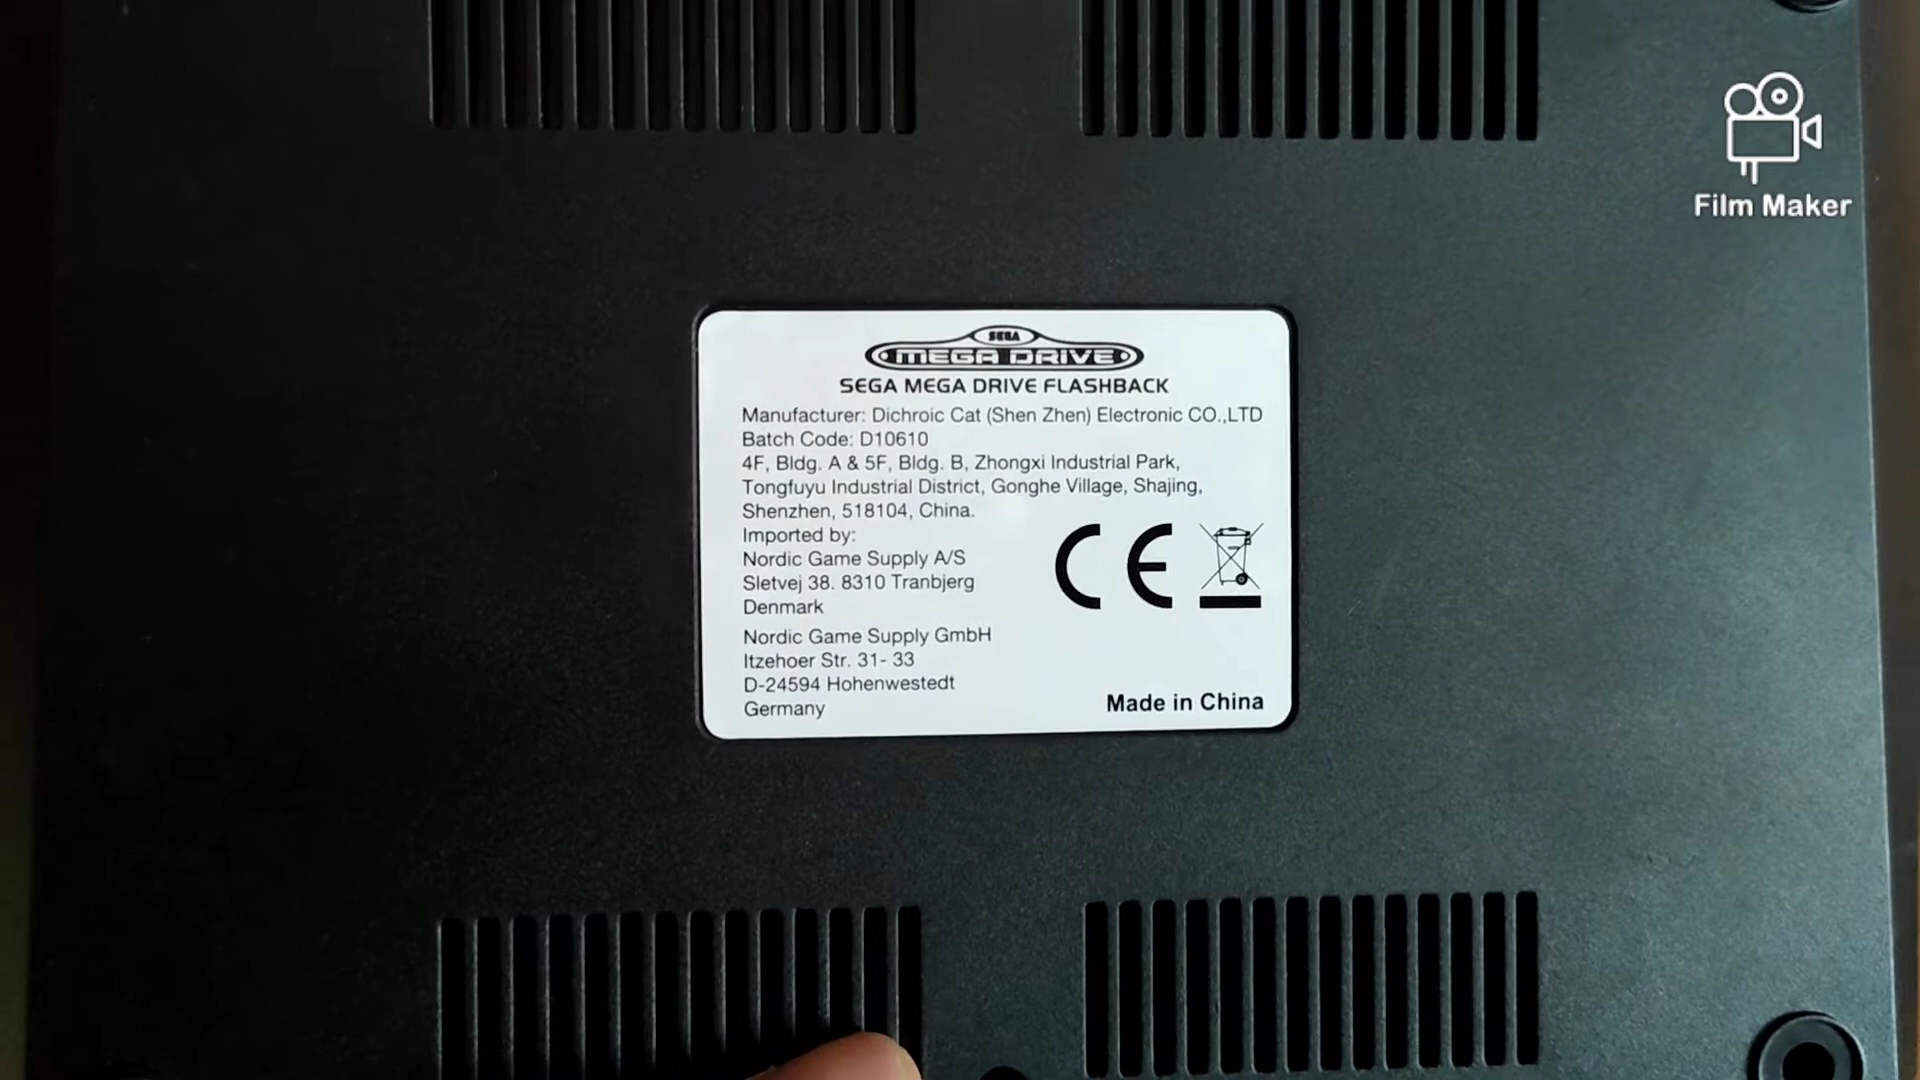 Film Maker
SEGA
MEGA DRIVE
SEGA MEGA DRIVE FLASHBACK
Manufacturer: Dichroic Cat (Shen Zhen) Electronic CO.,LTD
Batch Code: D10610
4F, Bldg. A & 5F, Bldg. B, Zhongxi Industrial Park,
Tongfuyu Industrial District, Gonghe Village, Shajing,
Shenzhen, 518104, China.
Imported by:
Nordic Game Supply A/S
Sletvej 38. 8310 Tranbjerg
Denmark
CE
Nordic Game Supply GmbH
Itzehoer Str. 31- 33
D-24594 Hohenwestedt
Germany
Made in China